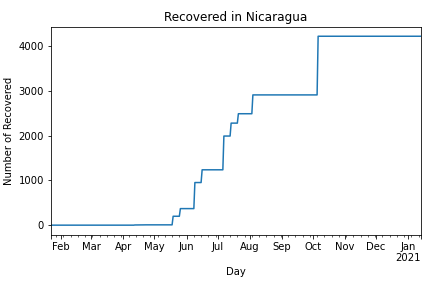 Recovered in Nicaragua
Number of Recovered
4000
3000
2000
1000
0
Feb Mar Apr May Jun Jul Aug Sep Oct Nov Dec Jan
2021
Day